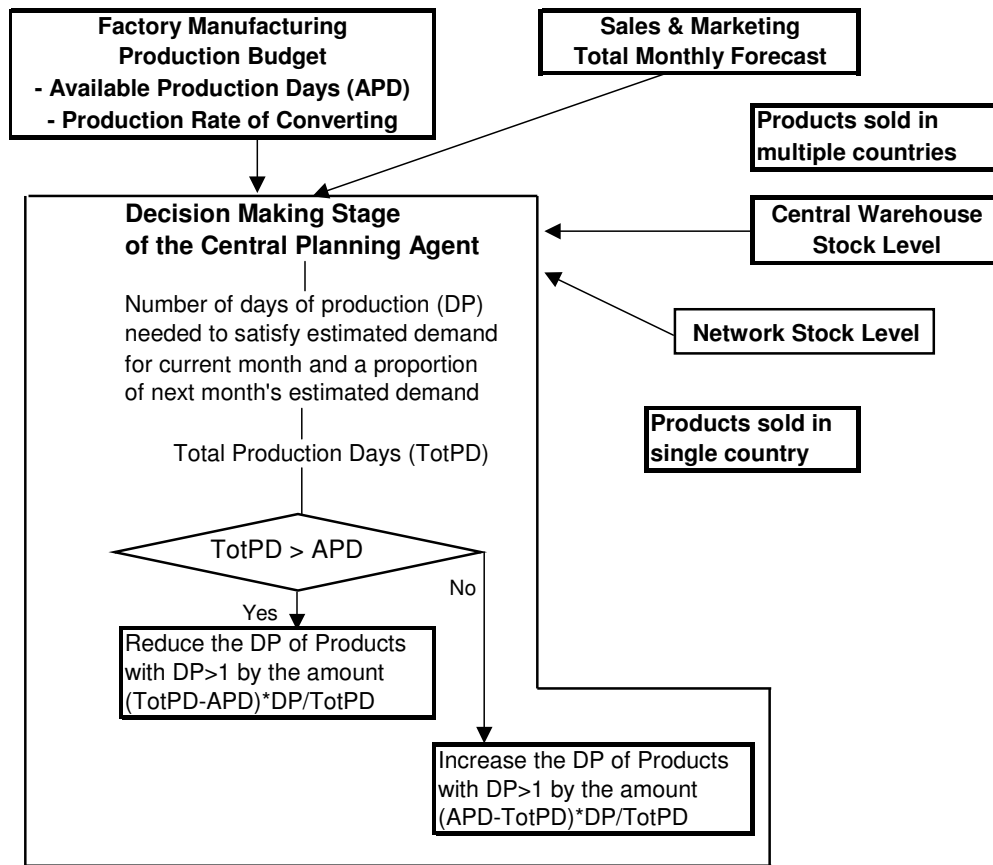 Factory Manufacturing
Production Budget
- Available Production Days (APD)
- Production Rate of Converting
Sales & Marketing
Total Monthly Forecast
Products sold in
multiple countries
Central Warehouse
Stock Level
Network Stock Level
Products sold in
single country
Decision Making Stage
of the Central Planning Agent
Number of days of production (DP)
needed to satisfy estimated demand
for current month and a proportion
of next month's estimated demand
Total Production Days (TotPD)
TotPD > APD
Yes
No
Reduce the DP of Products
with DP>1 by the amount
(TotPD-APD)*DP/TotPD
Increase the DP of Products
with DP>1 by the amount
(APD-TotPD)*DP/TotPD